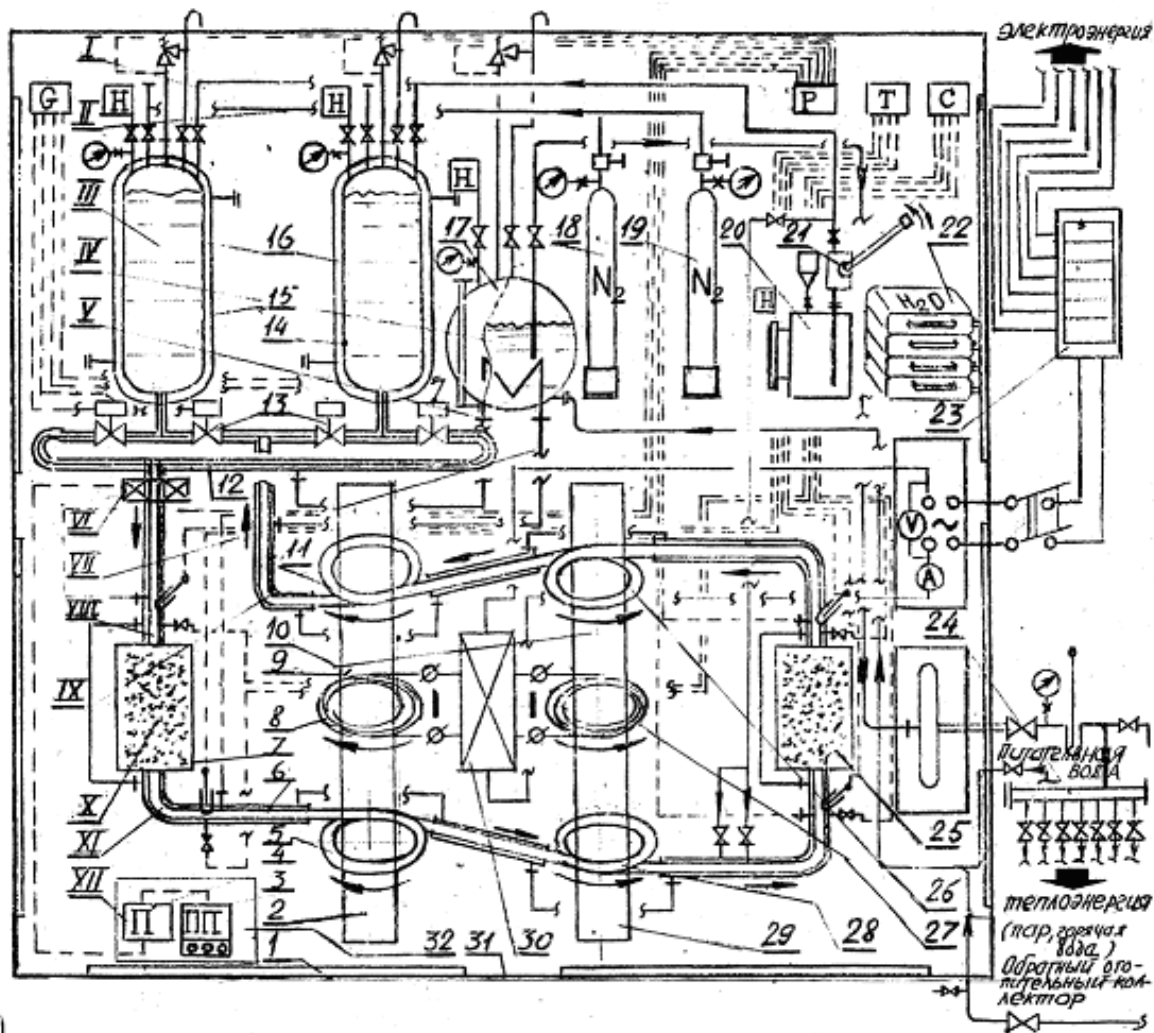 электроэнергия
I
G
II
H
H
P
T
C
III
H
IV
16
17
18
19
20
21
22
V
15
14
N2
N2
H
H2O
13
23
12
VI
VII
11
V
~
A
VIII
10
24
IX
9
8
Питательная
вода
7
X
6
XI
5
4
25
XII
3
26
теплоэнергия
П
ПП
2
27
1
32
31
30
29
28
(пар, горячая
вода)
Обратный ото-
пительный кол-
лектор